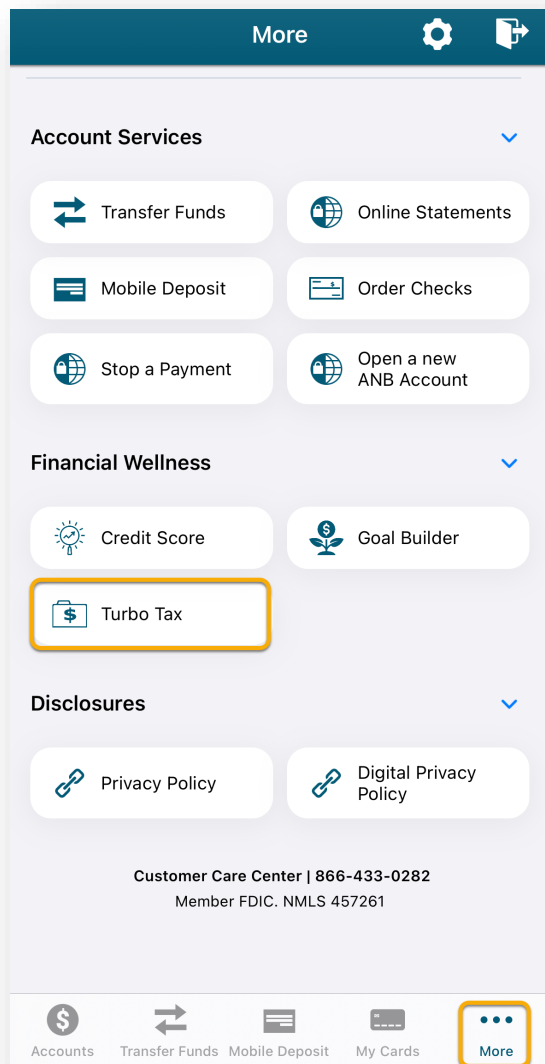 More
Account Services
Transfer Funds
Online Statements
Mobile Deposit
Order Checks
Stop a Payment
Open a new
ANB Account
Financial Wellness
Credit Score
Goal Builder
Turbo Tax
Disclosures
Privacy Policy
Digital Privacy
Policy
Customer Care Center | 866-433-0282
Member FDIC. NMLS 457261
Accounts
Transfer Funds
Mobile Deposit
My Cards
More